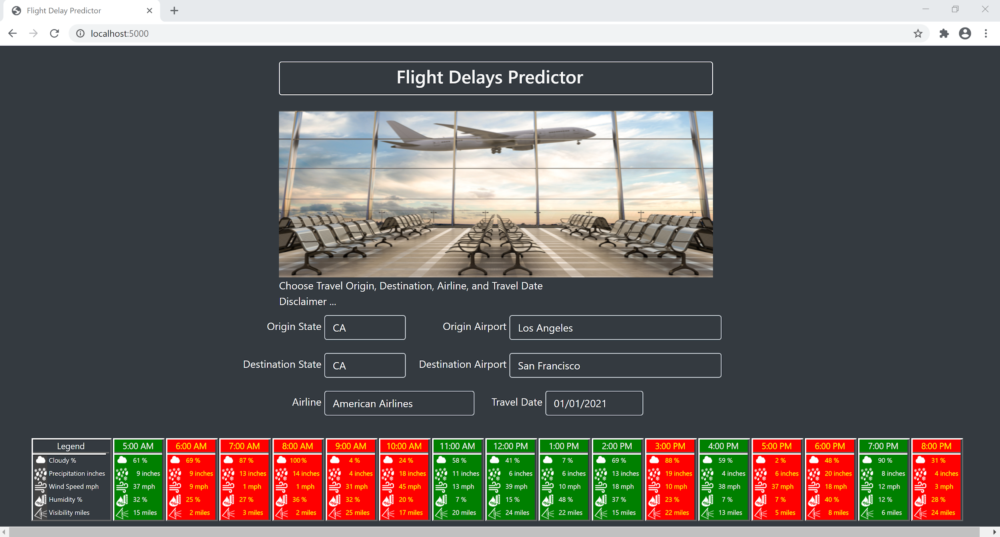 Flight Delay Predictor
localhost:5000
Flight Delays Predictor
Choose Travel Origin, Destination, Airline, and Travel Date
Disclaimer ...
Origin State CA Origin Airport Los Angeles
Destination State CA Destination Airport San Francisco
Airline American Airlines Travel Date 01/01/2021
Legend 5:00 AM 6:00 AM 7:00 AM 8:00 AM 9:00 AM 10:00 AM 11:00 AM 12:00 PM 1:00 PM 2:00 PM 3:00 PM 4:00 PM 5:00 PM 6:00 PM 7:00 PM 8:00 PM
Cloudy % 61 % 69 % 87 % 100 % 4 % 24 % 58 % 41 % 7 % 69 % 88 % 59 % 2 % 48 % 90 % 31 %
Precipitation inches 9 inches 9 inches 13 inches 14 inches 4 inches 18 inches 11 inches 6 inches 6 inches 13 inches 19 inches 4 inches 6 inches 20 inches 8 inches 4 inches
Wind Speed mph 37 mph 9 mph 1 mph 1 mph 31 mph 45 mph 13 mph 39 mph 10 mph 18 mph 10 mph 38 mph 37 mph 18 mph 12 mph 3 mph
Humidity % 32 % 25 % 27 % 36 % 32 % 20 % 7 % 15 % 48 % 37 % 23 % 7 % 7 % 40 % 12 % 28 %
Visibility miles 15 miles 2 miles 3 miles 2 miles 25 miles 17 miles 20 miles 24 miles 22 miles 15 miles 22 miles 13 miles 5 miles 8 miles 6 miles 24 miles